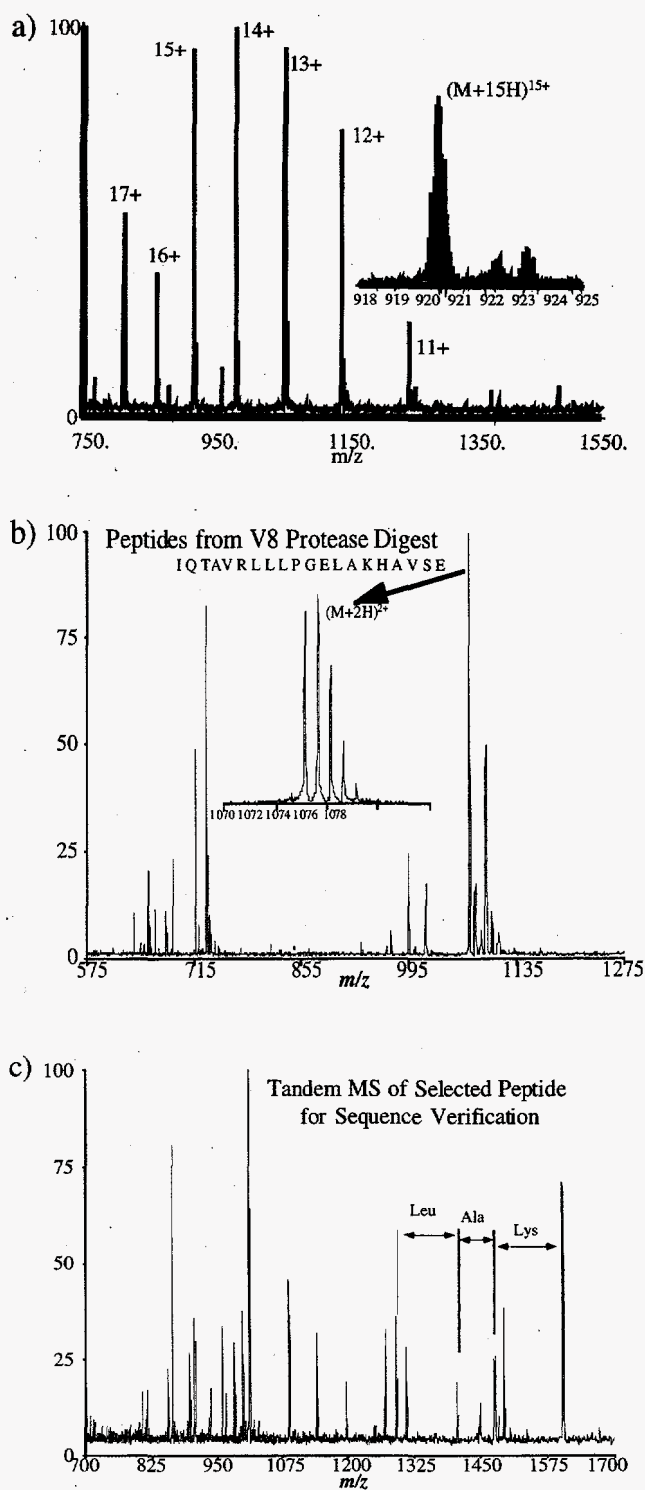 a)
100
14+
15+
13+
(M+15H)15+
12+
17+
16+
11+
918 919 920 921 922 923 924 925
0
750. 950. 1150. 1350. 1550.
m/z
b)
100
Peptides from V8 Protease Digest
IQTAVRLLLPGELAKHAVSE
(M+2H)2+
75
50
1070 1072 1074 1076 1078
25
0
575 715 855 995 1135 1275
m/z
c)
100
Tandem MS of Selected Peptide
for Sequence Verification
75
Leu Ala Lys
50
25
0
700 825 950 1075 1200 1325 1450 1575 1700
m/z